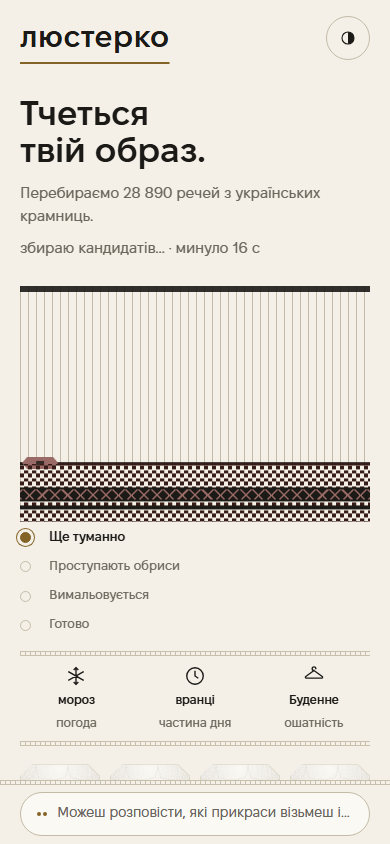 люстерко
Тчеться
твій образ.
Перебираємо 28 890 речей з українських
крамниць.
збираю кандидатів... · минуло 16 с
Ще туманно
Проступають обриси
Вимальовується
Готово
мороз
вранці
Буденне
погода
частина дня
ошатність
Можеш розповісти, які прикраси візьмеш і...